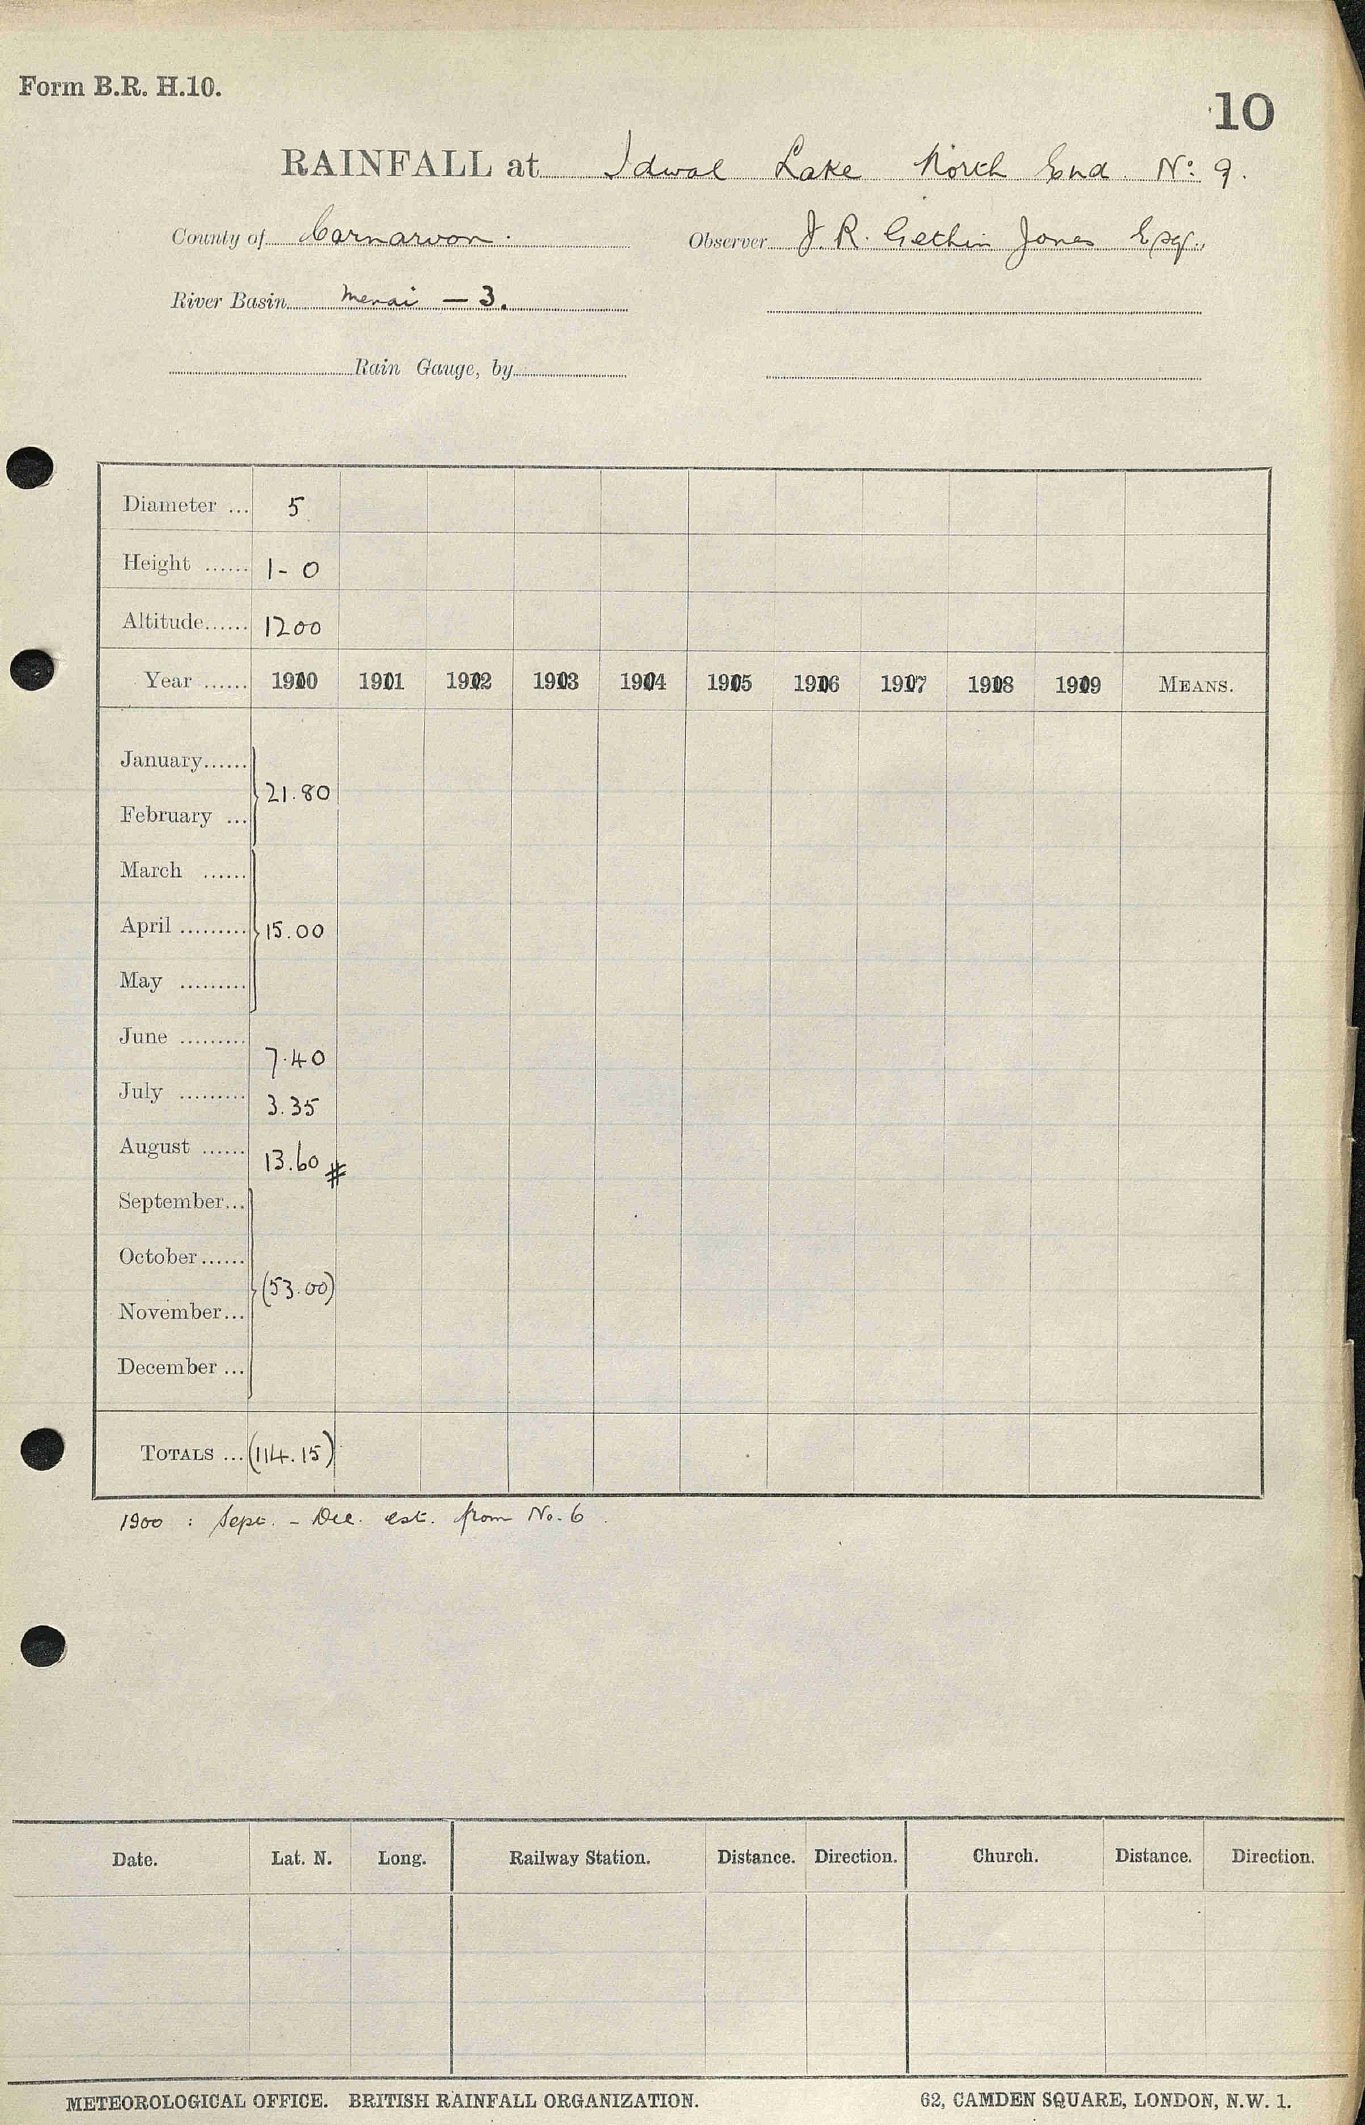 Form B.R. H.10.
10
RAINFALL at Idwal Lake North End No: 9.
County of Carnarvon. Observer J. R. Gethin Jones Esqr.,
River Basin Menai - 3.
Rain Gauge, by
Diameter ... 5
Height ...... 1-0
Altitude...... 1200
Year ...... 1900 1901 1902 1903 1904 1905 1906 1907 1908 1909 MEANS.
January......
21.80
February ...
March ......
April ......... 15.00
May .........
June ......... 7.40
July ......... 3.35
August ...... 13.60 #
September...
October......
(53.00)
November...
December ...
TOTALS ... (114.15)
1900 : Sept. - Dec. est. from No. 6.
Date. Lat. N. Long. Railway Station. Distance. Direction. Church. Distance. Direction.
METEOROLOGICAL OFFICE. BRITISH RAINFALL ORGANIZATION. 62, CAMDEN SQUARE, LONDON, N.W. 1.